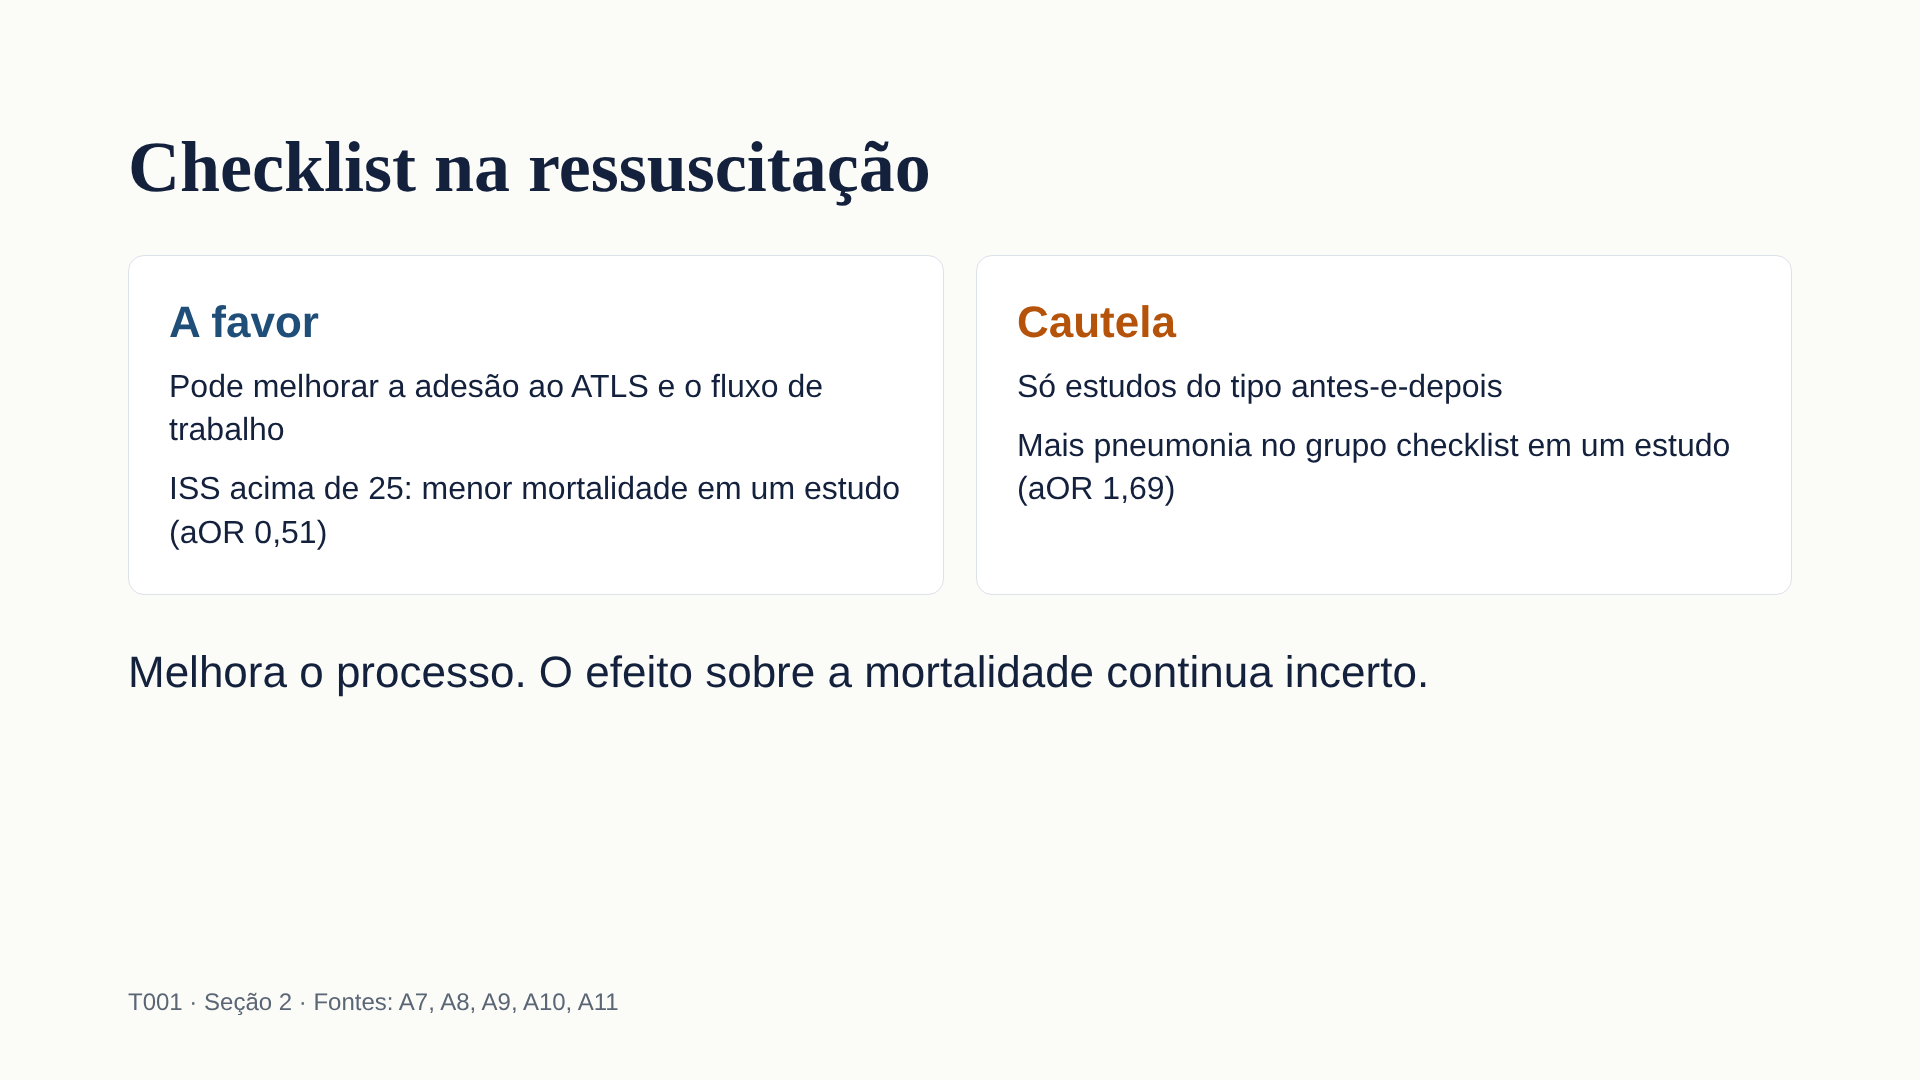 Checklist na ressuscitação
A favor
Pode melhorar a adesão ao ATLS e o fluxo de
trabalho
ISS acima de 25: menor mortalidade em um estudo
(aOR 0,51)
Cautela
Só estudos do tipo antes-e-depois
Mais pneumonia no grupo checklist em um estudo
(aOR 1,69)
Melhora o processo. O efeito sobre a mortalidade continua incerto.
T001 · Seção 2 · Fontes: A7, A8, A9, A10, A11